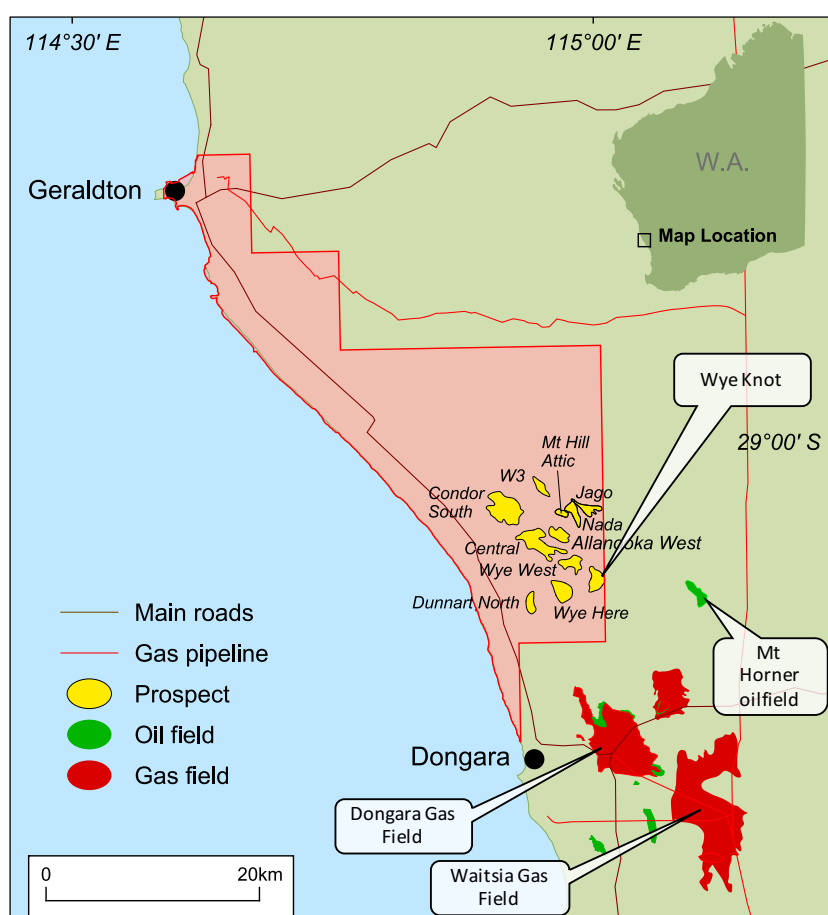 114°30' E
115°00' E
W.A.
Geraldton
Map Location
Wye Knot
29°00' S
Mt Hill
Attic
W3
Jago
Condor
South
Nada
Central
Allanooka West
Wye West
Dunnart North
Wye Here
Main roads
Gas pipeline
Prospect
Oil field
Gas field
Mt
Horner
oilfield
Dongara
Dongara Gas
Field
Waitsia Gas
Field
0
20km